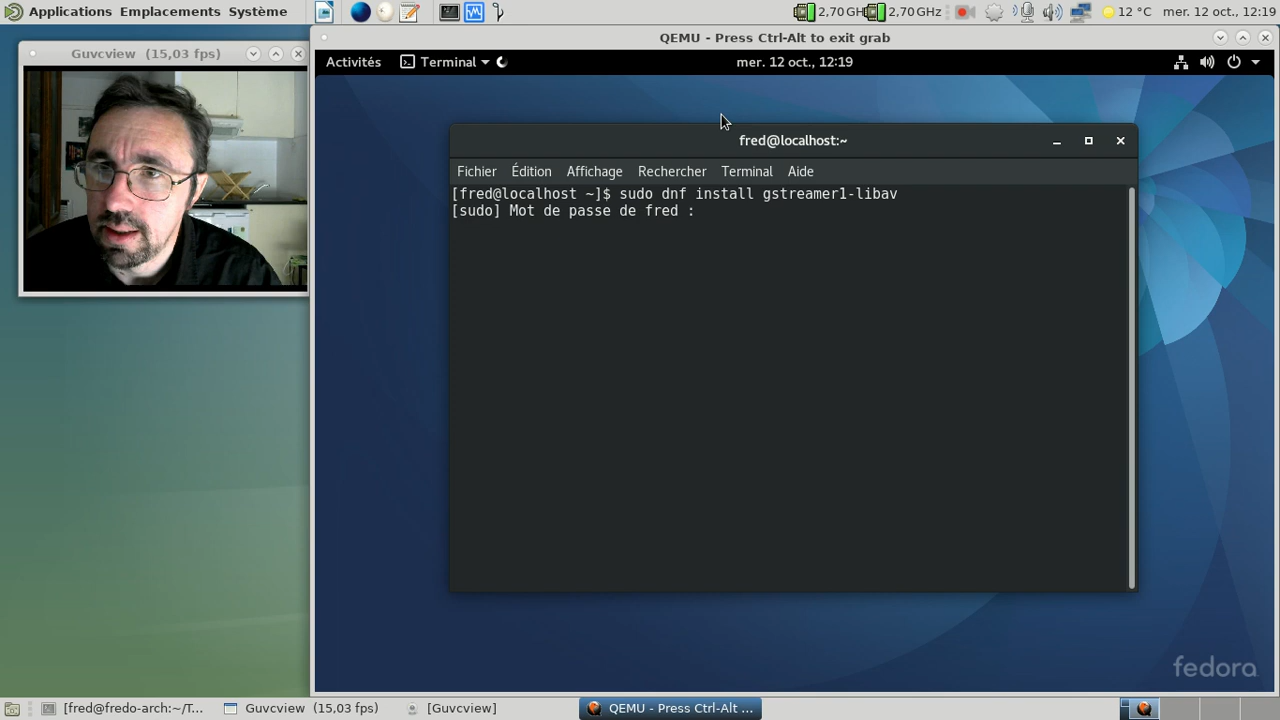 Applications Emplacements Système
2,70 GH 2,70 GHz 12 °C mer. 12 oct., 12:19
Guvcview (15,03 fps)
QEMU - Press Ctrl-Alt to exit grab
Activités Terminal mer. 12 oct., 12:19
fred@localhost:~
Fichier Édition Affichage Rechercher Terminal Aide
[fred@localhost ~]$ sudo dnf install gstreamer1-libav
[sudo] Mot de passe de fred :
fedora
[fred@fredo-arch:~/T... Guvcview (15,03 fps) [Guvcview] QEMU - Press Ctrl-Alt ...